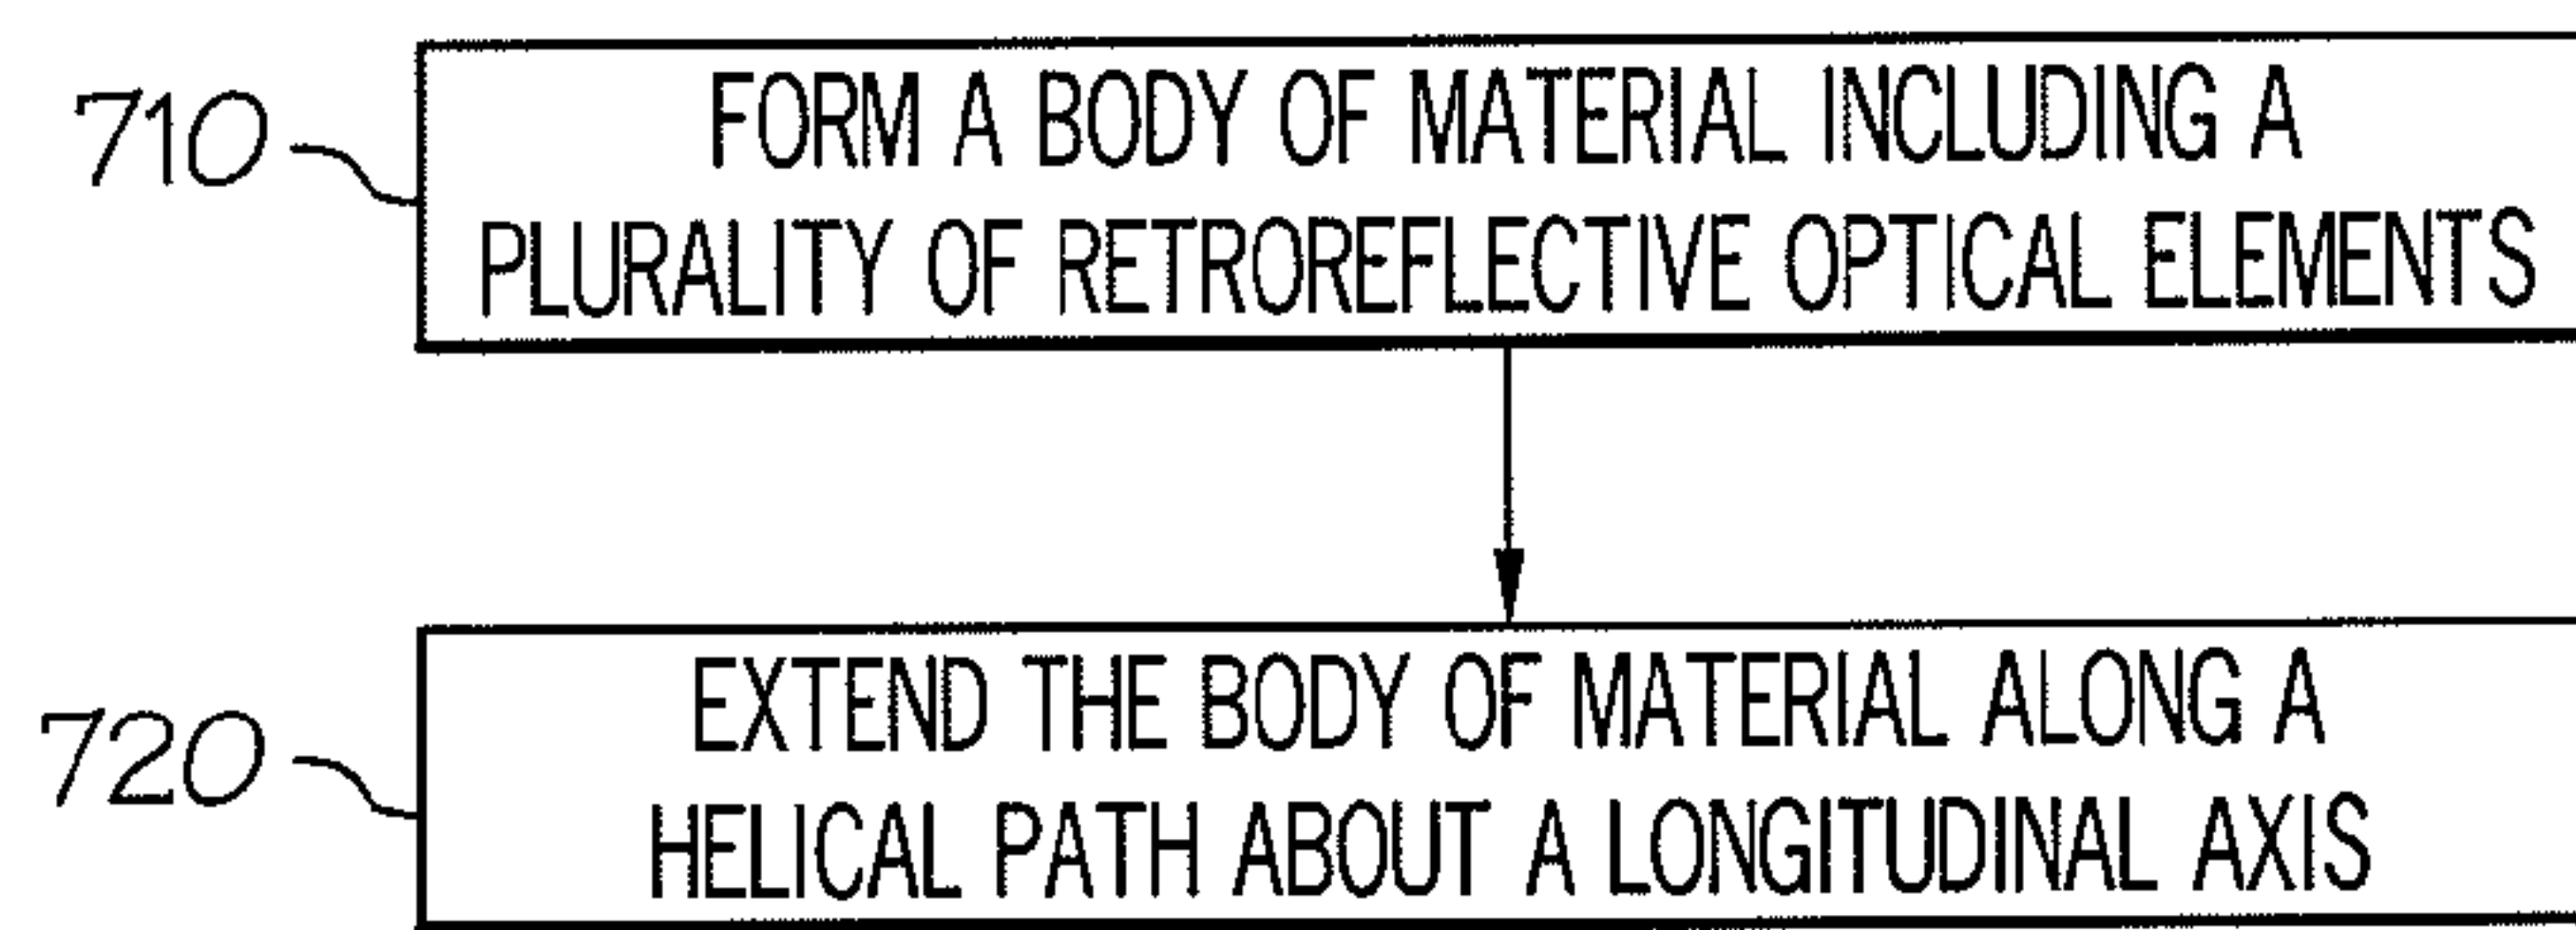 710
FORM A BODY OF MATERIAL INCLUDING A
PLURALITY OF RETROREFLECTIVE OPTICAL ELEMENTS
720
EXTEND THE BODY OF MATERIAL ALONG A
HELICAL PATH ABOUT A LONGITUDINAL AXIS